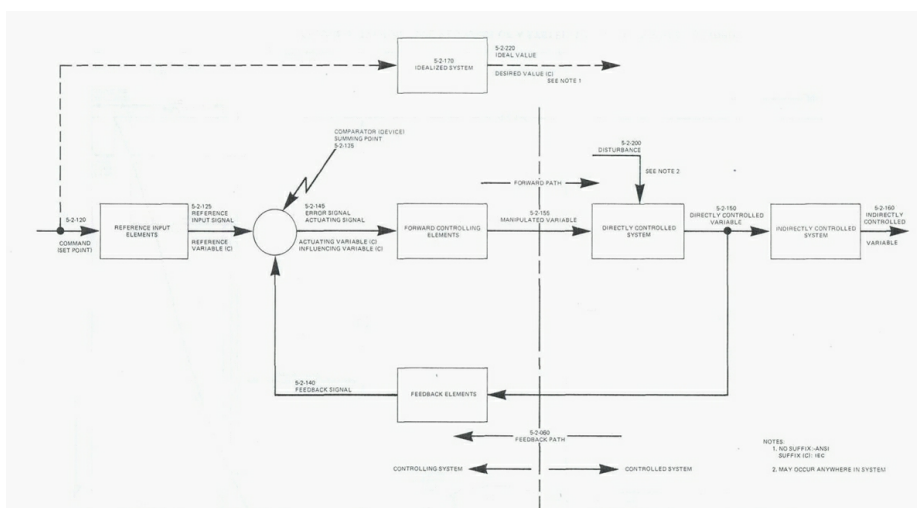 5-2-170
IDEALIZED SYSTEM
5-2-220
IDEAL VALUE
DESIRED VALUE (C)
SEE NOTE 1
COMPARATOR (DEVICE)
SUMMING POINT
5-2-135
5-2-200
DISTURBANCE
SEE NOTE 2
FORWARD PATH
5-2-120
COMMAND
(SET POINT)
REFERENCE INPUT
ELEMENTS
5-2-125
REFERENCE
INPUT SIGNAL
REFERENCE
VARIABLE (C)
5-2-145
ERROR SIGNAL
ACTUATING SIGNAL
ACTUATING VARIABLE (C)
INFLUENCING VARIABLE (C)
FORWARD CONTROLLING
ELEMENTS
5-2-155
MANIPULATED VARIABLE
DIRECTLY CONTROLLED
SYSTEM
5-2-150
DIRECTLY CONTROLLED
VARIABLE
INDIRECTLY CONTROLLED
SYSTEM
5-2-160
INDIRECTLY
CONTROLLED
VARIABLE
5-2-140
FEEDBACK SIGNAL
FEEDBACK ELEMENTS
5-2-060
FEEDBACK PATH
CONTROLLING SYSTEM
CONTROLLED SYSTEM
NOTES:
1. NO SUFFIX:-ANSI
SUFFIX (C): IEC
2. MAY OCCUR ANYWHERE IN SYSTEM